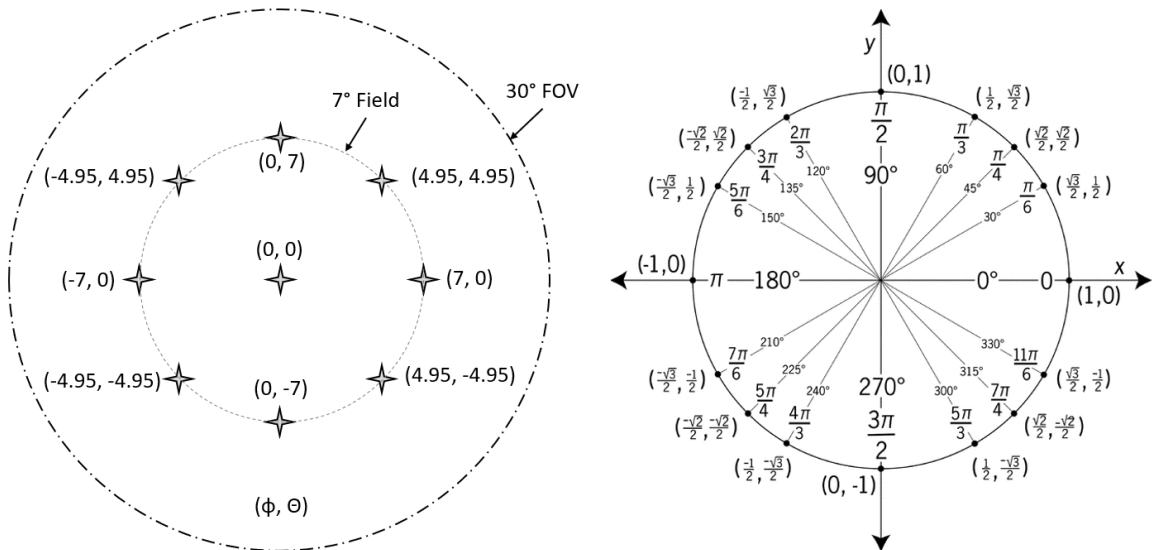 30° FOV
7° Field
(0, 7)
(-4.95, 4.95)
(4.95, 4.95)
(0, 0)
(-7, 0)
(7, 0)
(-4.95, -4.95)
(0, -7)
(4.95, -4.95)
(ϕ, Θ)
y
(0,1)
(-1/2, √3/2)
(1/2, √3/2)
π/2
(-√2/2, √2/2)
2π/3
π/3
(√2/2, √2/2)
3π/4
120°
90°
60°
π/4
(-√3/2, 1/2)
135°
45°
(√3/2, 1/2)
5π/6
150°
30°
π/6
(-1,0)
π
180°
0°
0
x
(1,0)
210°
330°
7π/6
11π/6
(-√3/2, -1/2)
225°
270°
315°
(√3/2, -1/2)
5π/4
240°
300°
7π/4
(-√2/2, -√2/2)
4π/3
3π/2
5π/3
(√2/2, -√2/2)
(-1/2, -√3/2)
(1/2, -√3/2)
(0, -1)